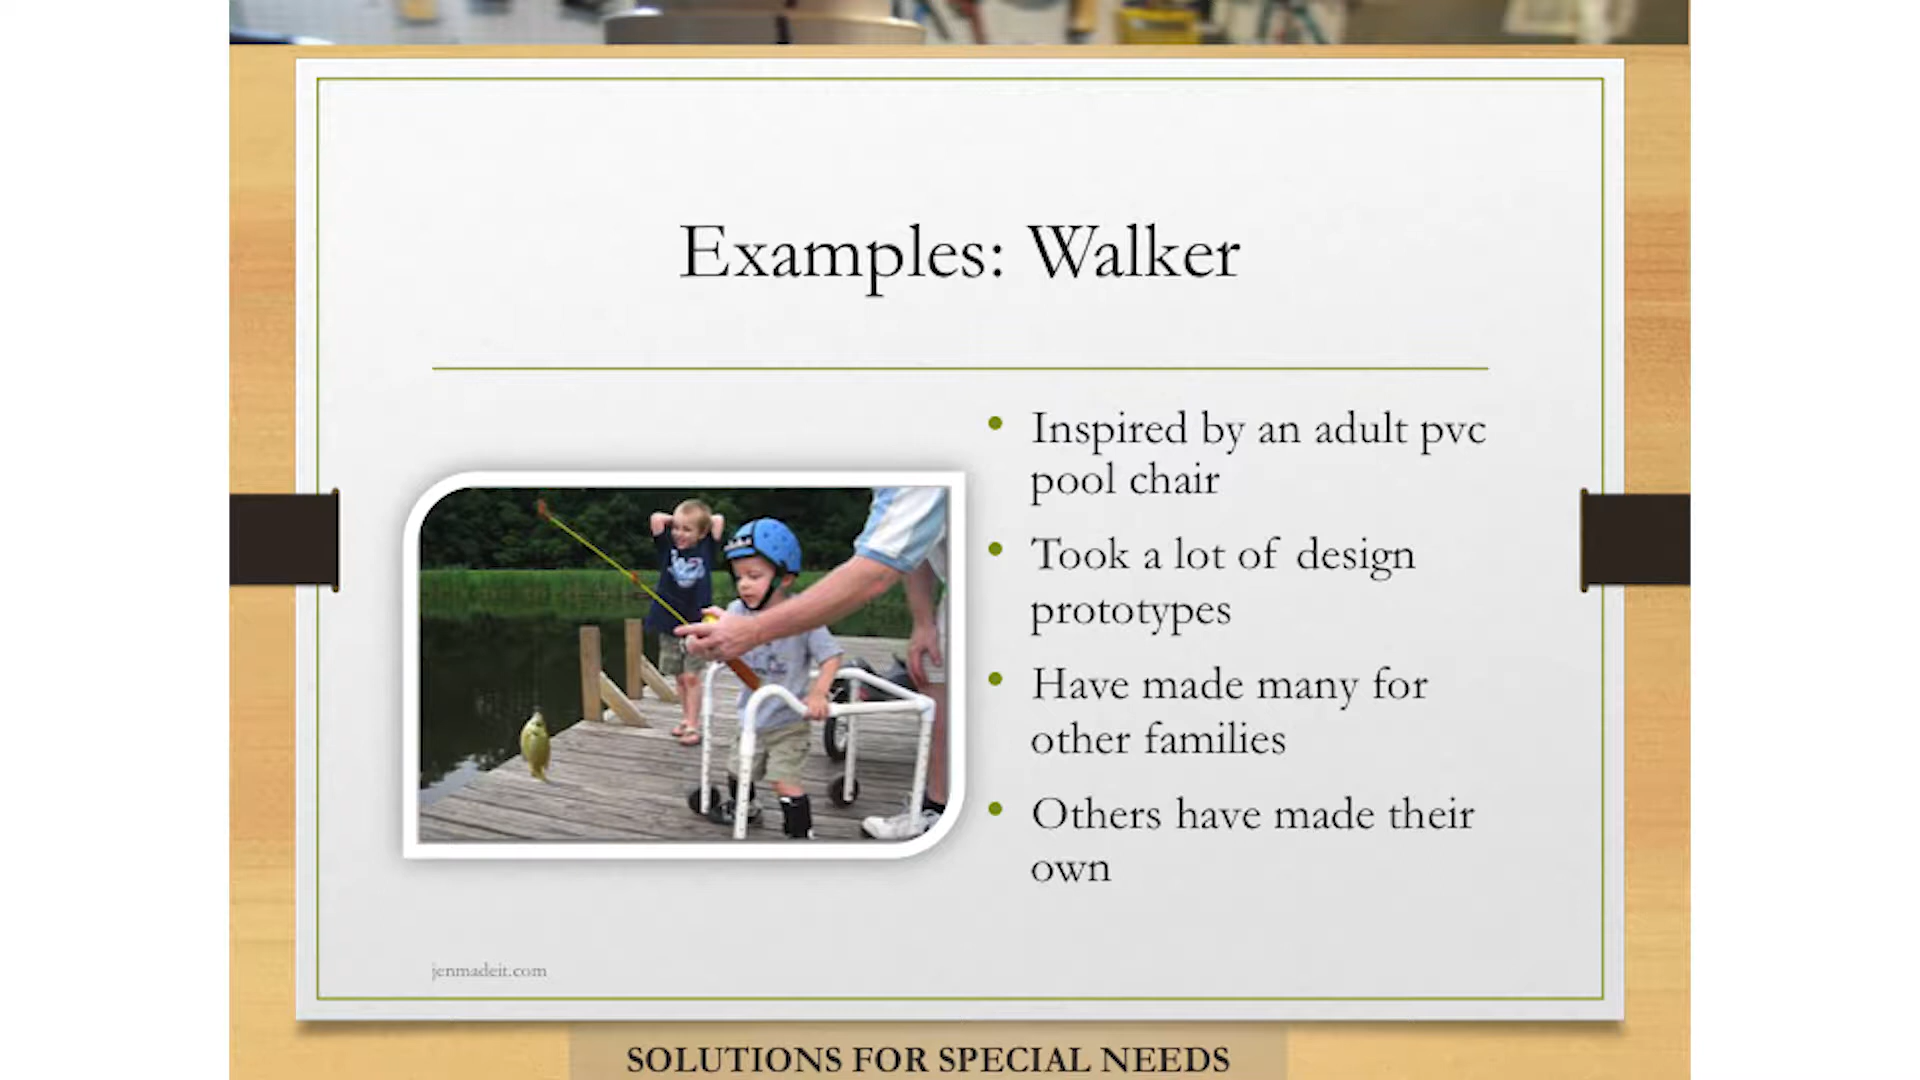 Examples: Walker
• Inspired by an adult pvc
pool chair
• Took a lot of design
prototypes
• Have made many for
other families
• Others have made their
own
jenmadeit.com
SOLUTIONS FOR SPECIAL NEEDS